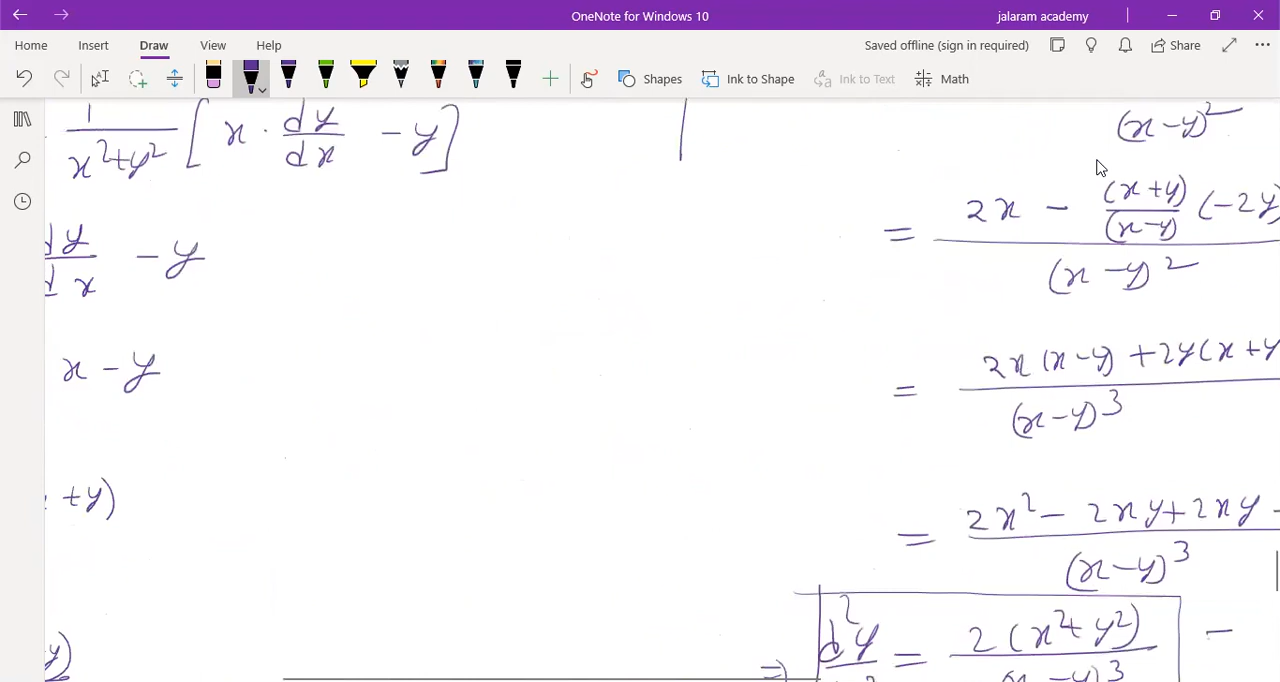 OneNote for Windows 10
jalaram academy
Home Insert Draw View Help
Saved offline (sign in required) Share
Shapes Ink to Shape Ink to Text Math
1/(x²+y²) [x · dy/dx - y]
dy/dx - y
x - y
+y)
y)
(x-y)²
= (2x - (x+y)/(x-y) (-2y)/(x-y)²
= (2x(x-y) + 2y(x+y)/(x-y)³
= (2x² - 2xy + 2xy -)/(x-y)³
⇒ d²y = 2(x²+y²)/(x-y)³ -